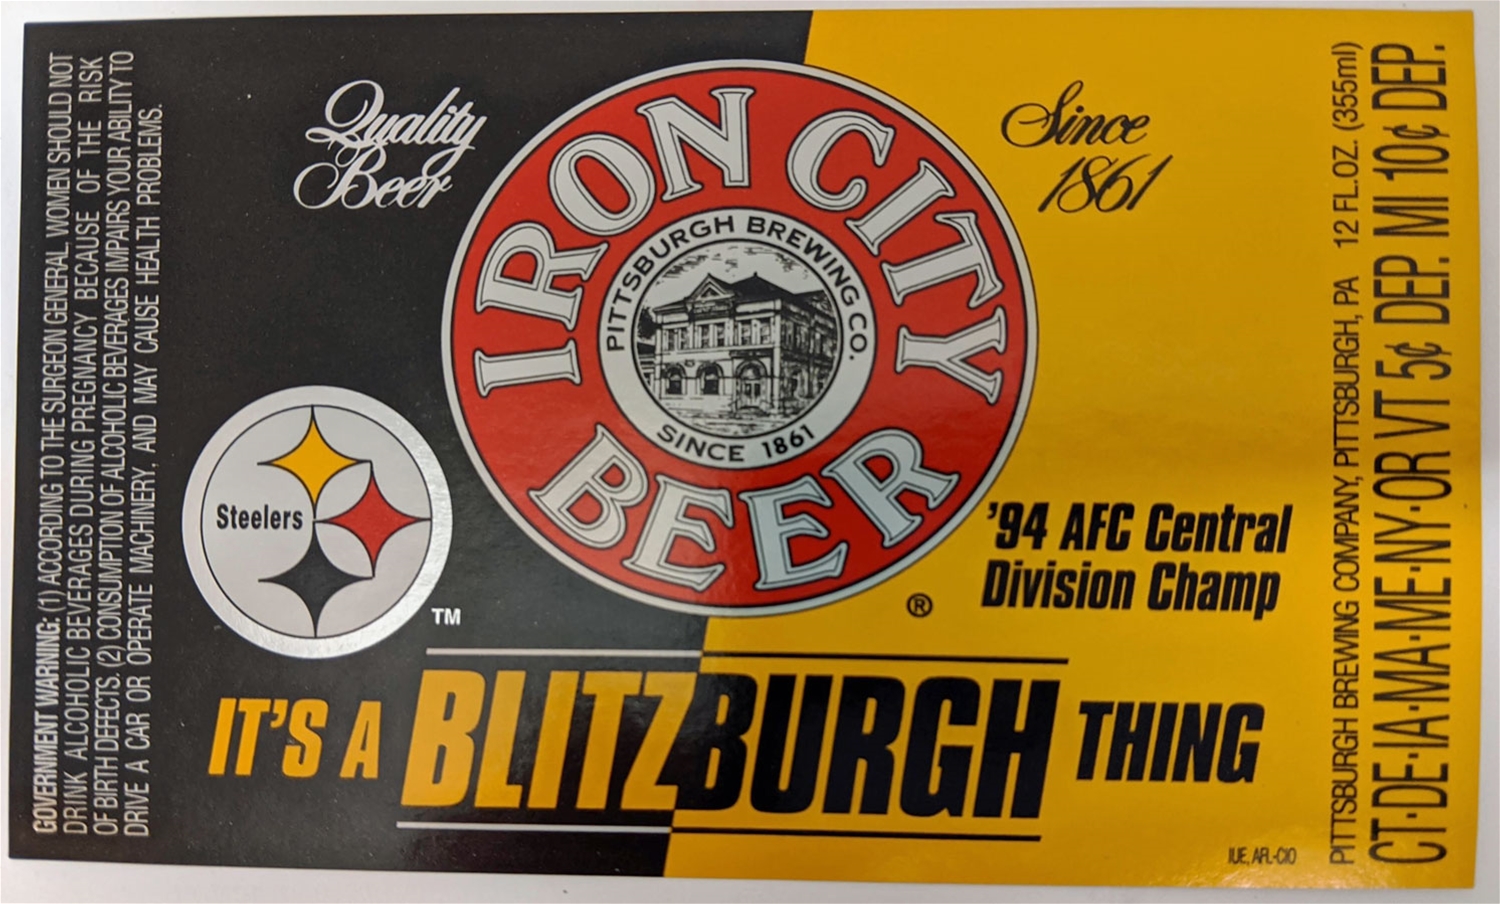 GOVERNMENT WARNING: (1) ACCORDING TO THE SURGEON GENERAL, WOMEN SHOULD NOT
DRINK ALCOHOLIC BEVERAGES DURING PREGNANCY BECAUSE OF THE RISK
OF BIRTH DEFECTS. (2) CONSUMPTION OF ALCOHOLIC BEVERAGES IMPAIRS YOUR ABILITY TO
DRIVE A CAR OR OPERATE MACHINERY, AND MAY CAUSE HEALTH PROBLEMS.
Quality
Beer
IRON CITY
BEER
PITTSBURGH BREWING CO.
SINCE 1861
®
Since
1861
Steelers
TM
'94 AFC Central
Division Champ
IT'S A BLITZBURGH THING
IUE, AFL-CIO
PITTSBURGH BREWING COMPANY, PITTSBURGH, PA 12 FL.OZ. (355ml)
CT·DE·IA·MA·ME·NY·OR VT 5¢ DEP. MI 10¢ DEP.